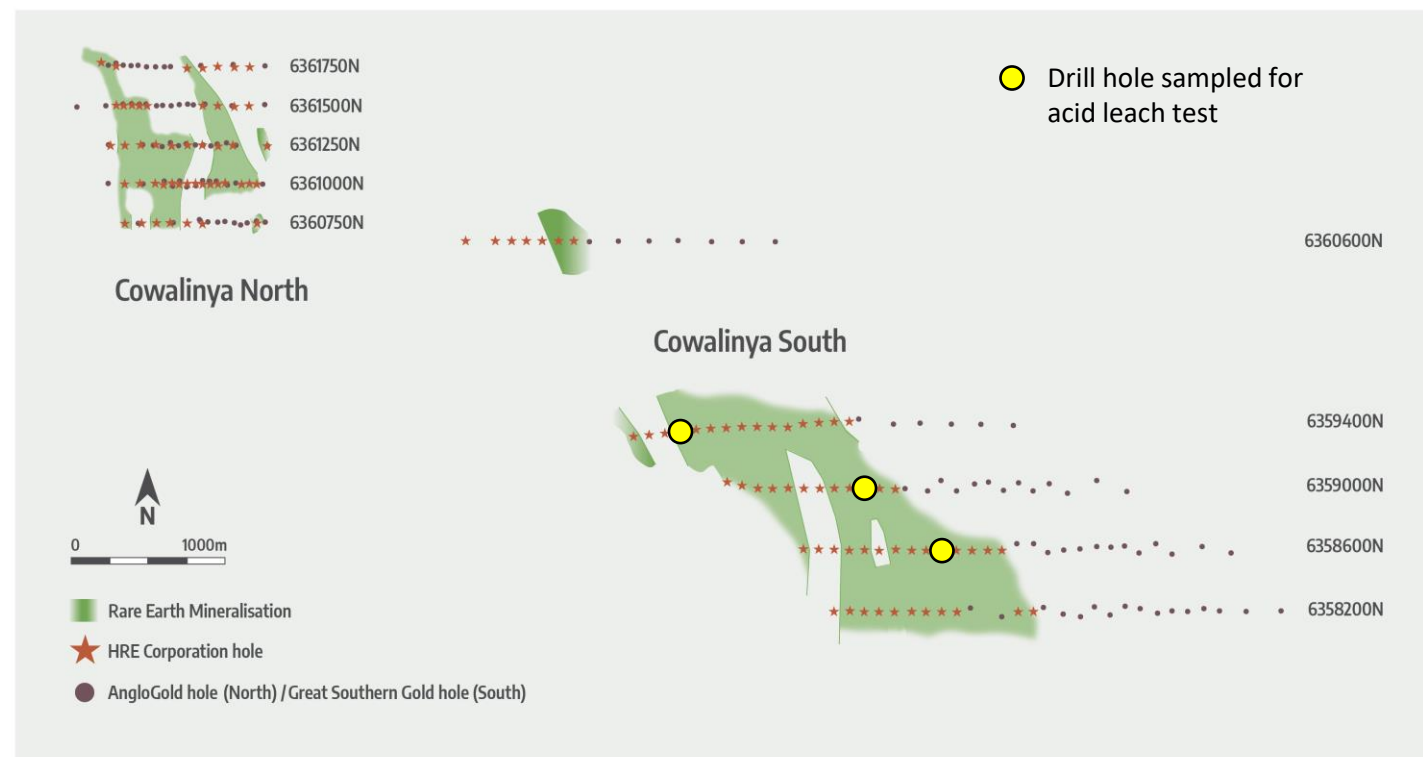 6361750N
6361500N
6361250N
6361000N
6360750N
Cowalinya North
Drill hole sampled for
acid leach test
6360600N
Cowalinya South
6359400N
6359000N
6358600N
6358200N
N
0 1000m
Rare Earth Mineralisation
HRE Corporation hole
AngloGold hole (North) / Great Southern Gold hole (South)